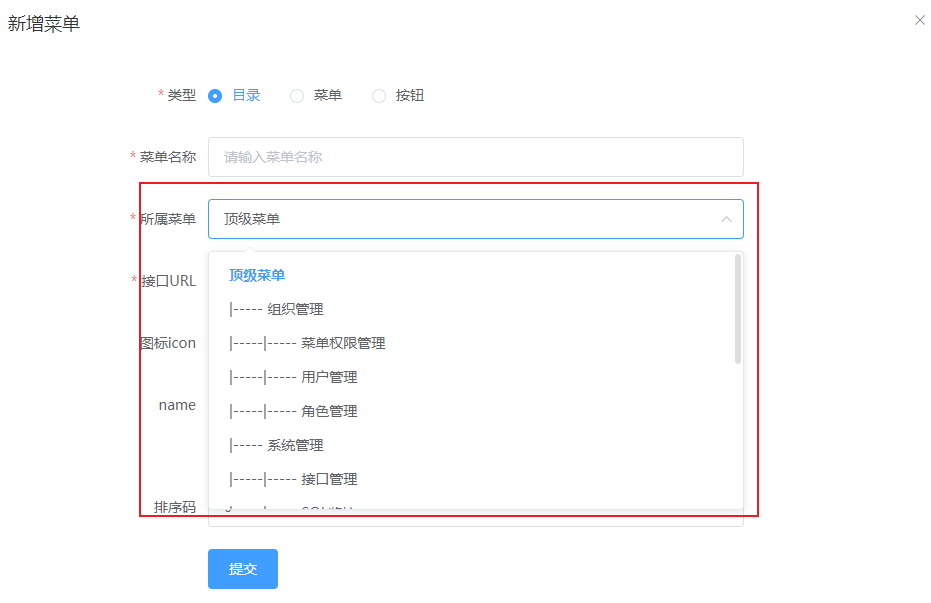 新增菜单
* 类型 目录 菜单 按钮
* 菜单名称 请输入菜单名称
* 所属菜单 顶级菜单
* 接口URL 顶级菜单
|----- 组织管理
图标icon |-----|----- 菜单权限管理
|-----|----- 用户管理
name |-----|----- 角色管理
|----- 系统管理
|-----|----- 接口管理
排序码
提交